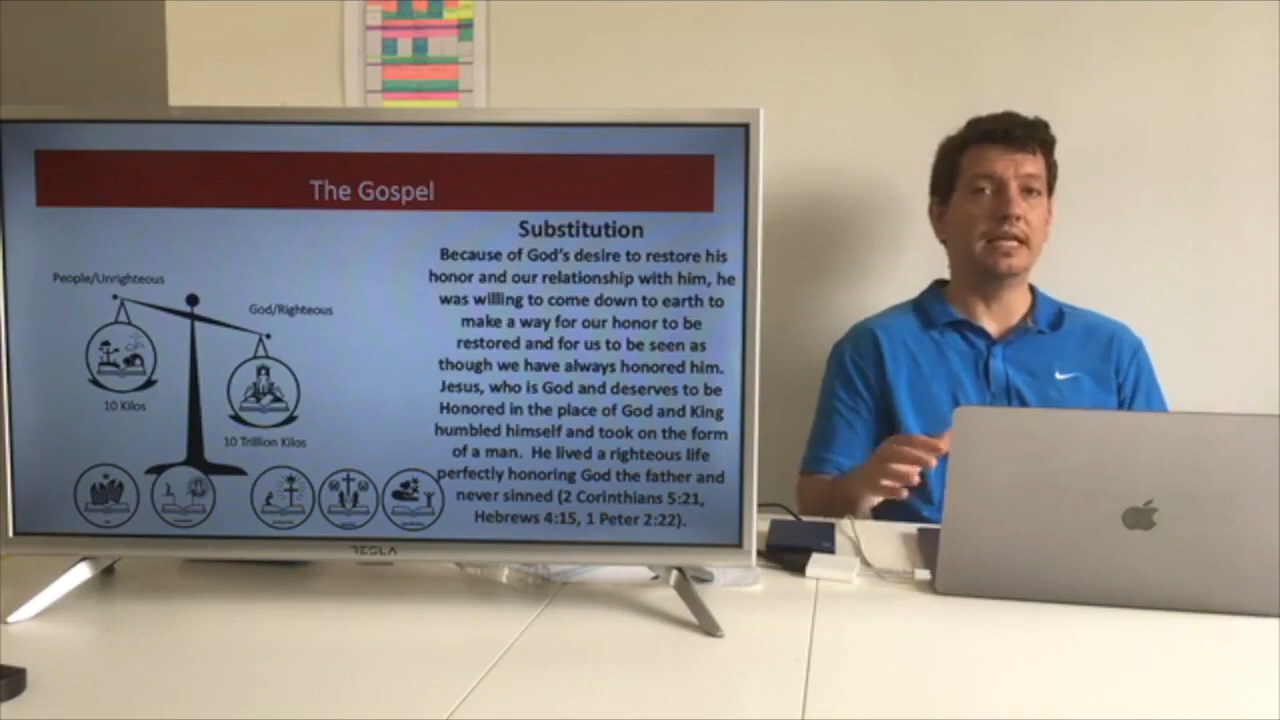 The Gospel
People/Unrighteous
God/Righteous
10 Kilos
10 Trillion Kilos
Substitution
Because of God's desire to restore his
honor and our relationship with him, he
was willing to come down to earth to
make a way for our honor to be
restored and for us to be seen as
though we have always honored him.
Jesus, who is God and deserves to be
Honored in the place of God and King
humbled himself and took on the form
of a man. He lived a righteous life
perfectly honoring God the father and
never sinned (2 Corinthians 5:21,
Hebrews 4:15, 1 Peter 2:22).
TESLA